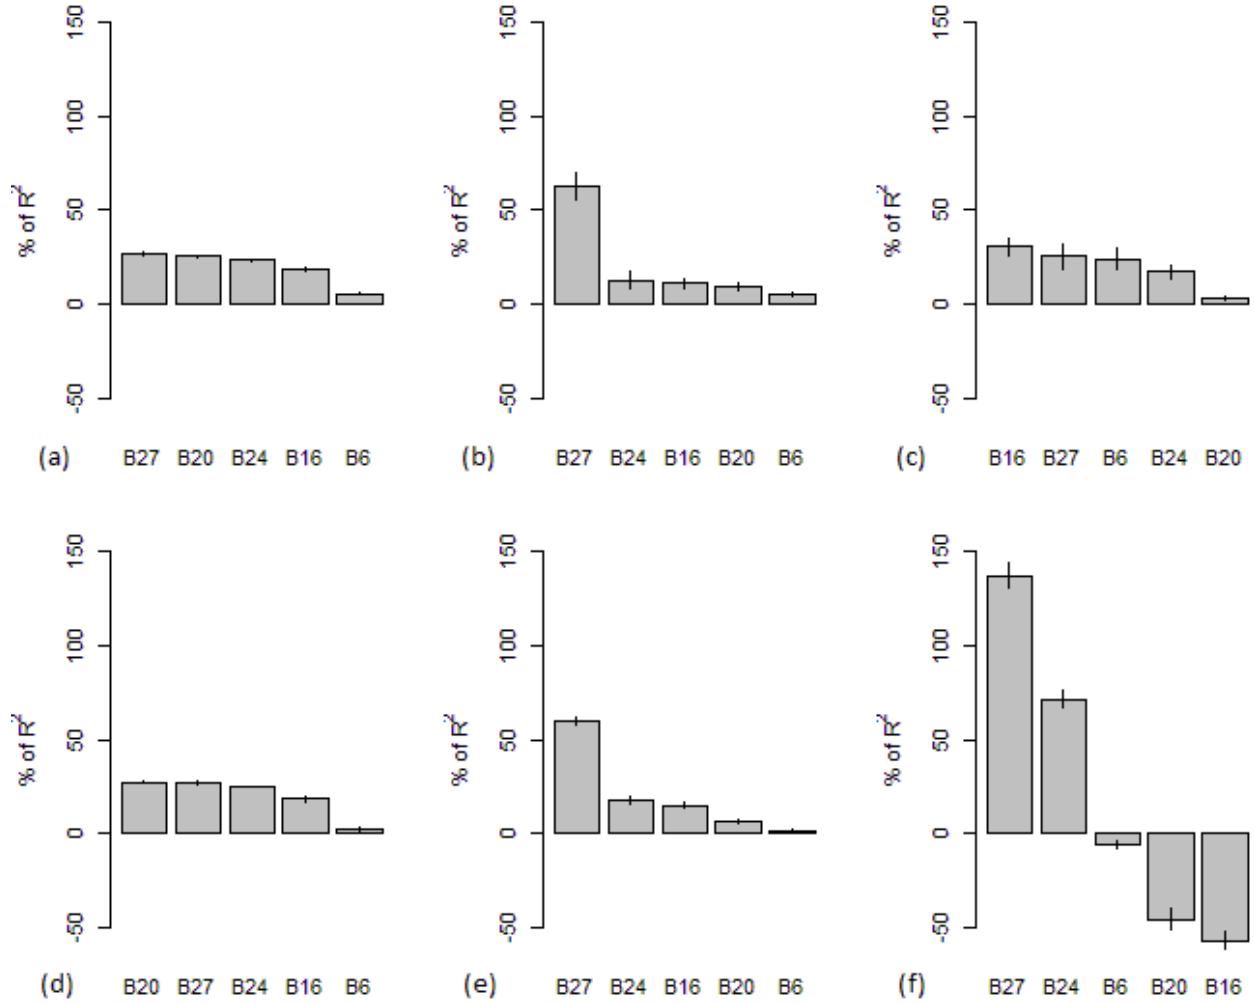 150
100
50
0
-50
% of R²
(a) B27 B20 B24 B16 B6
150
100
50
0
-50
% of R²
(b) B27 B24 B16 B20 B6
150
100
50
0
-50
% of R²
(c) B16 B27 B6 B24 B20
150
100
50
0
-50
% of R²
(d) B20 B27 B24 B16 B6
150
100
50
0
-50
% of R²
(e) B27 B24 B16 B20 B6
150
100
50
0
-50
% of R²
(f) B27 B24 B6 B20 B16